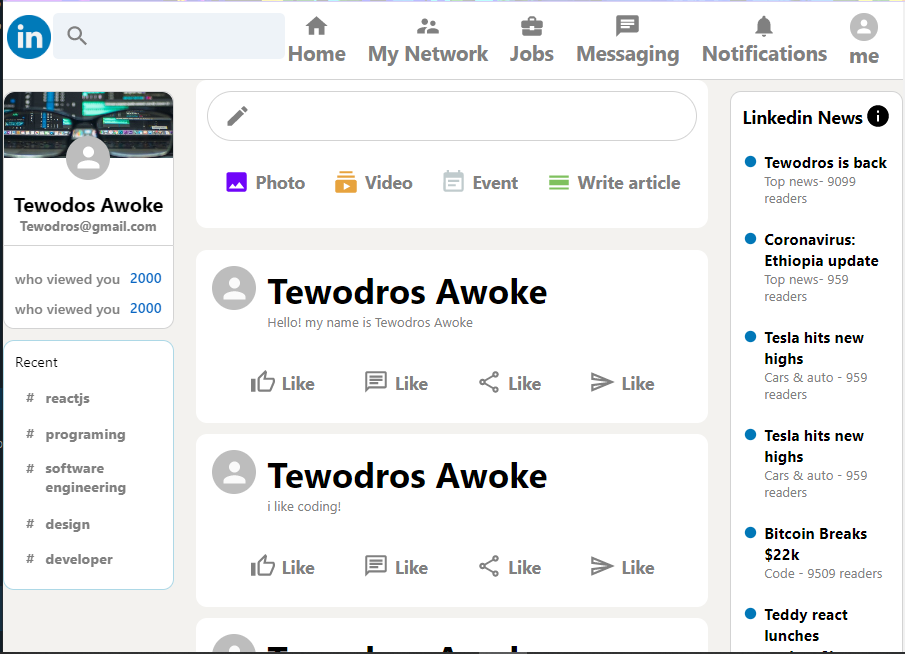 in
Home My Network Jobs Messaging Notifications me
Tewodos Awoke
Tewodros@gmail.com
who viewed you 2000
who viewed you 2000
Recent
# reactjs
# programing
# software
engineering
# design
# developer
Photo Video Event Write article
Tewodros Awoke
Hello! my name is Tewodros Awoke
Like Like Like Like
Tewodros Awoke
i like coding!
Like Like Like Like
Linkedin News
Tewodros is back
Top news- 9099
readers
Coronavirus:
Ethiopia update
Top news- 959
readers
Tesla hits new
highs
Cars & auto - 959
readers
Tesla hits new
highs
Cars & auto - 959
readers
Bitcoin Breaks
$22k
Code - 9509 readers
Teddy react
lunches